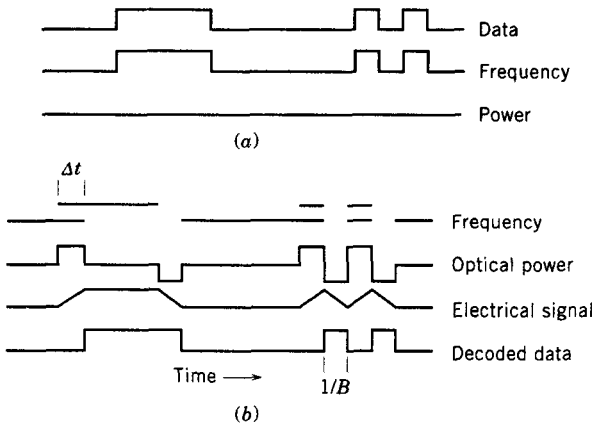 Data
Frequency
Power
(a)
Δt
Frequency
Optical power
Electrical signal
Decoded data
Time →
1/B
(b)